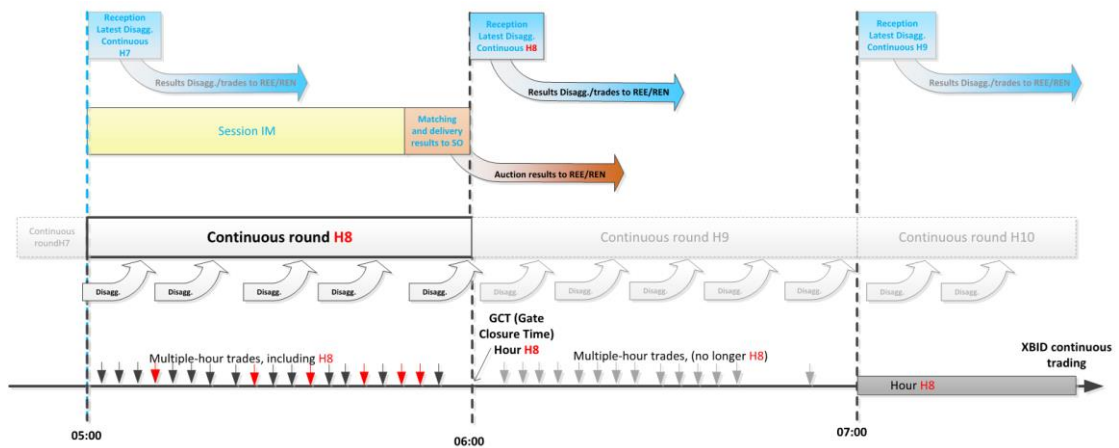 Reception
Latest Disagg.
Continuous
H7
Reception
Latest Disagg.
Continuous H8
Reception
Latest Disagg.
Continuous H9
Results Disagg./trades to REE/REN
Results Disagg./trades to REE/REN
Results Disagg./trades to REE/REN
Session IM
Matching
and delivery
results to SO
Auction results to REE/REN
Continuous
roundH7
Continuous round H8
Continuous round H9
Continuous round H10
Disagg.
Disagg.
Disagg.
Disagg.
Disagg.
Disagg.
Disagg.
Disagg.
Disagg.
Disagg.
Disagg.
Disagg.
GCT (Gate
Closure Time)
Hour H8
Multiple-hour trades, including H8
Multiple-hour trades, (no longer H8)
XBID continuous
trading
Hour H8
05:00
06:00
07:00